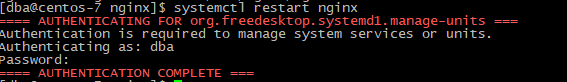 [dba@centos-7 nginx]$ systemctl restart nginx
==== AUTHENTICATING FOR org.freedesktop.systemd1.manage-units ===
Authentication is required to manage system services or units.
Authenticating as: dba
Password:
==== AUTHENTICATION COMPLETE ===